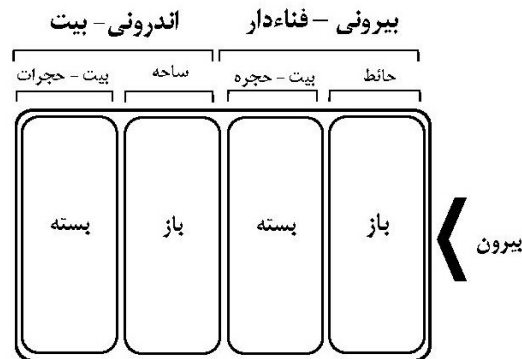 بیرونی – فناءدار
اندرونی- بیت
حائط
بیت - حجره
ساحه
بیت - حجرات
باز
بسته
باز
بسته
بیرون